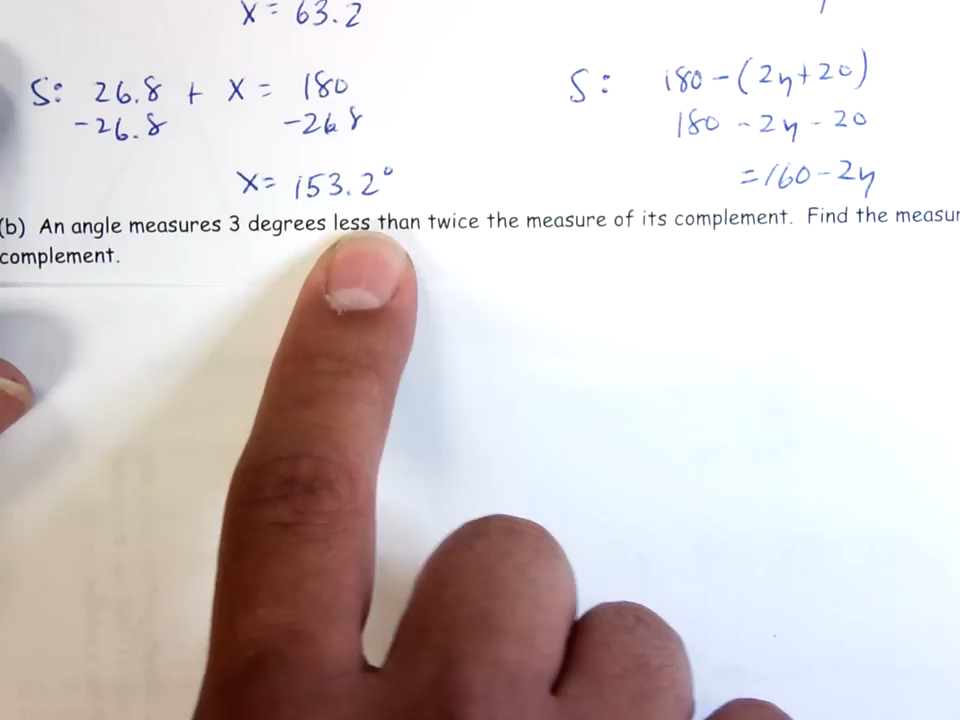 x = 63.2
S: 26.8 + x = 180
-26.8 -26.8
x = 153.2°
S: 180 - (2y + 20)
180 - 2y - 20
= 160 - 2y
(b) An angle measures 3 degrees less than twice the measure of its complement. Find the
complement.